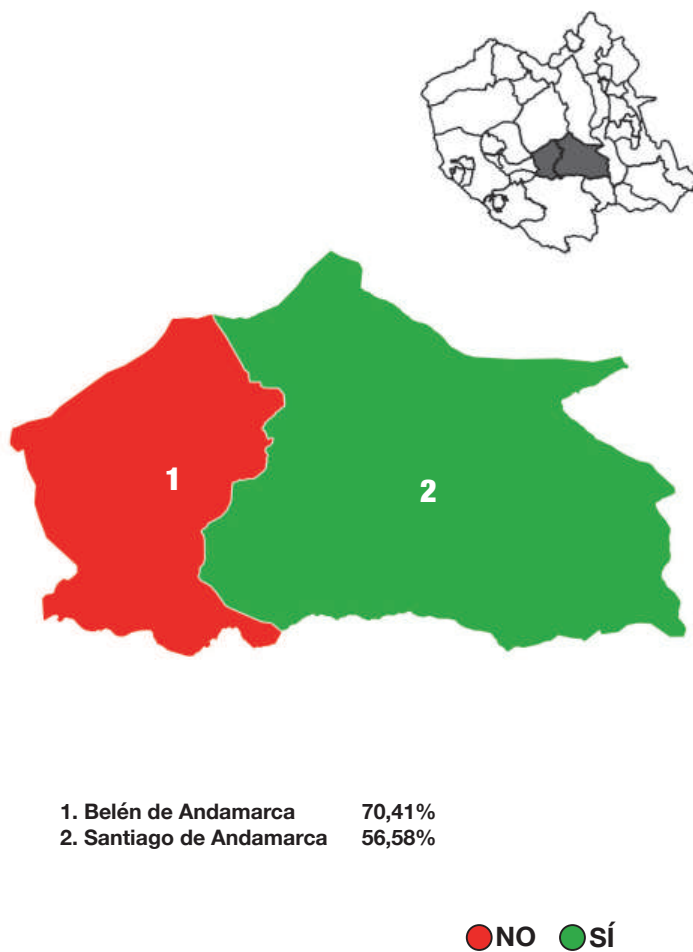 1
2
1. Belén de Andamarca 70,41%
2. Santiago de Andamarca 56,58%
NO SÍ